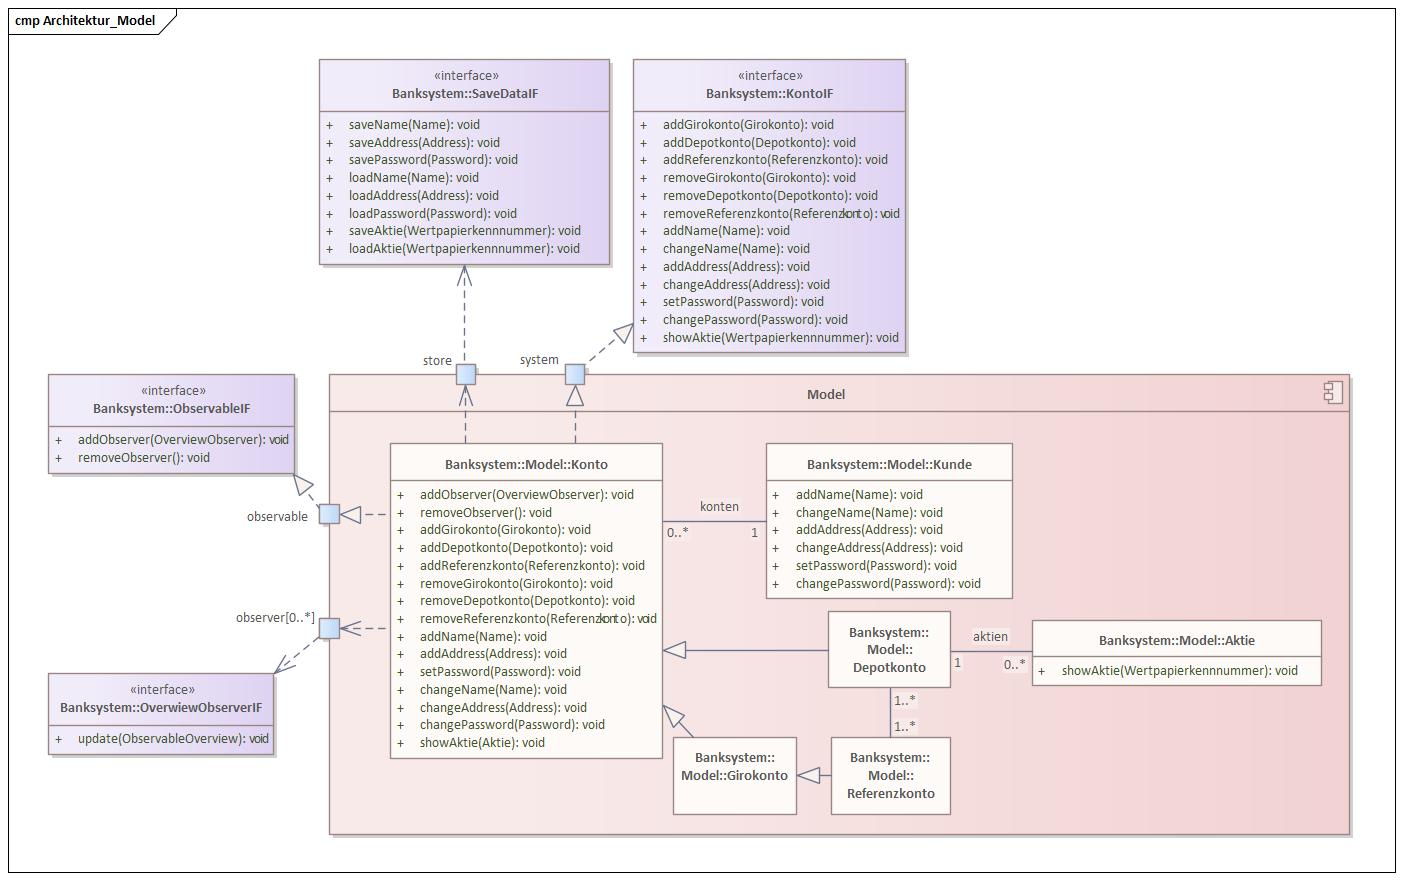 cmp Architektur_Model
«interface»
Banksystem::SaveDataIF
+ saveName(Name): void
+ saveAddress(Address): void
+ savePassword(Password): void
+ loadName(Name): void
+ loadAddress(Address): void
+ loadPassword(Password): void
+ saveAktie(Wertpapierkennnummer): void
+ loadAktie(Wertpapierkennnummer): void
«interface»
Banksystem::KontoIF
+ addGirokonto(Girokonto): void
+ addDepotkonto(Depotkonto): void
+ addReferenzkonto(Referenzkonto): void
+ removeGirokonto(Girokonto): void
+ removeDepotkonto(Depotkonto): void
+ removeReferenzkonto(Referenzkonto): void
+ addName(Name): void
+ changeName(Name): void
+ addAddress(Address): void
+ changeAddress(Address): void
+ setPassword(Password): void
+ changePassword(Password): void
+ showAktie(Wertpapierkennnummer): void
store
system
«interface»
Banksystem::ObservableIF
+ addObserver(OverviewObserver): void
+ removeObserver(): void
observable
observer[0..*]
«interface»
Banksystem::OverwiewObserverIF
+ update(ObservableOverview): void
Model
Banksystem::Model::Konto
+ addObserver(OverviewObserver): void
+ removeObserver(): void
+ addGirokonto(Girokonto): void
+ addDepotkonto(Depotkonto): void
+ addReferenzkonto(Referenzkonto): void
+ removeGirokonto(Girokonto): void
+ removeDepotkonto(Depotkonto): void
+ removeReferenzkonto(Referenzkonto): void
+ addName(Name): void
+ addAddress(Address): void
+ setPassword(Password): void
+ changeName(Name): void
+ changeAddress(Address): void
+ changePassword(Password): void
+ showAktie(Aktie): void
konten
0..*
1
Banksystem::Model::Kunde
+ addName(Name): void
+ changeName(Name): void
+ addAddress(Address): void
+ changeAddress(Address): void
+ setPassword(Password): void
+ changePassword(Password): void
Banksystem::
Model::
Depotkonto
aktien
1
0..*
Banksystem::Model::Aktie
+ showAktie(Wertpapierkennnummer): void
1..*
1..*
Banksystem::
Model::Girokonto
Banksystem::
Model::
Referenzkonto